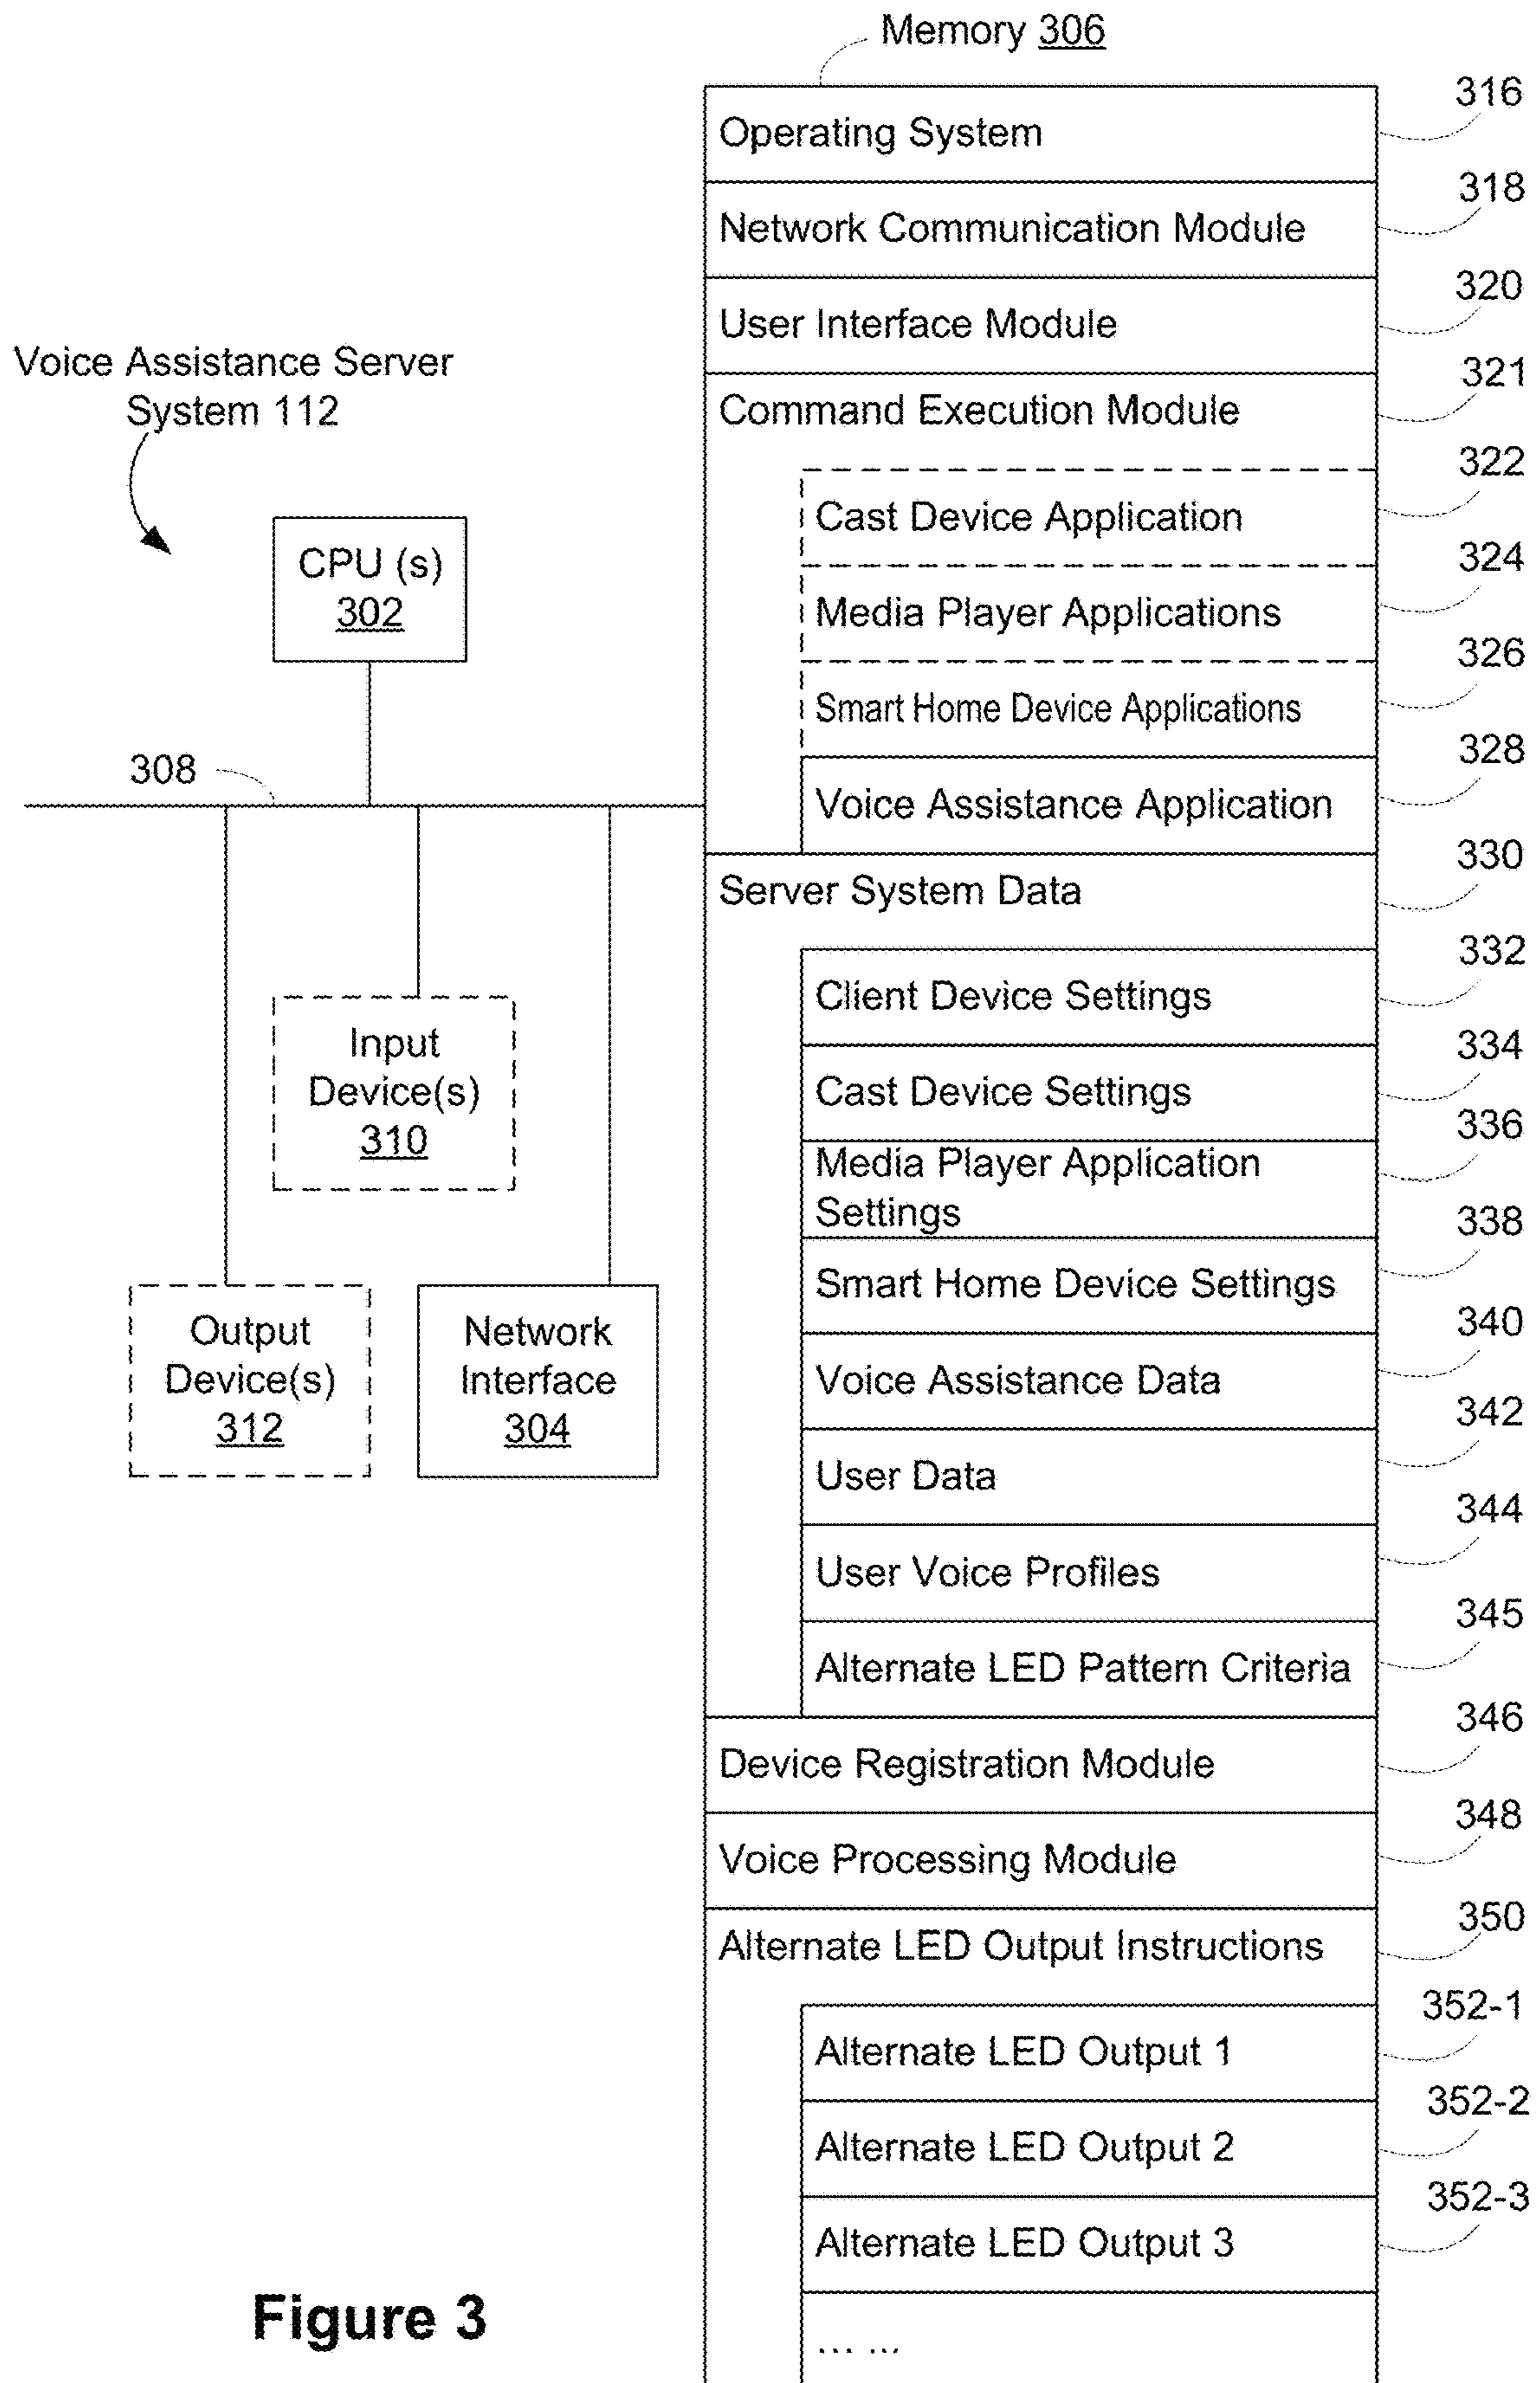 Memory 306
316
Operating System
318
Network Communication Module
320
User Interface Module
321
Command Execution Module
322
Cast Device Application
324
Media Player Applications
326
Smart Home Device Applications
328
Voice Assistance Application
330
Server System Data
332
Client Device Settings
334
Cast Device Settings
336
Media Player Application
Settings
338
Smart Home Device Settings
340
Voice Assistance Data
342
User Data
344
User Voice Profiles
345
Alternate LED Pattern Criteria
346
Device Registration Module
348
Voice Processing Module
350
Alternate LED Output Instructions
352-1
Alternate LED Output 1
352-2
Alternate LED Output 2
352-3
Alternate LED Output 3
... ...
Voice Assistance Server
System 112
CPU (s)
302
308
Input
Device(s)
310
Output
Device(s)
312
Network
Interface
304
Figure 3